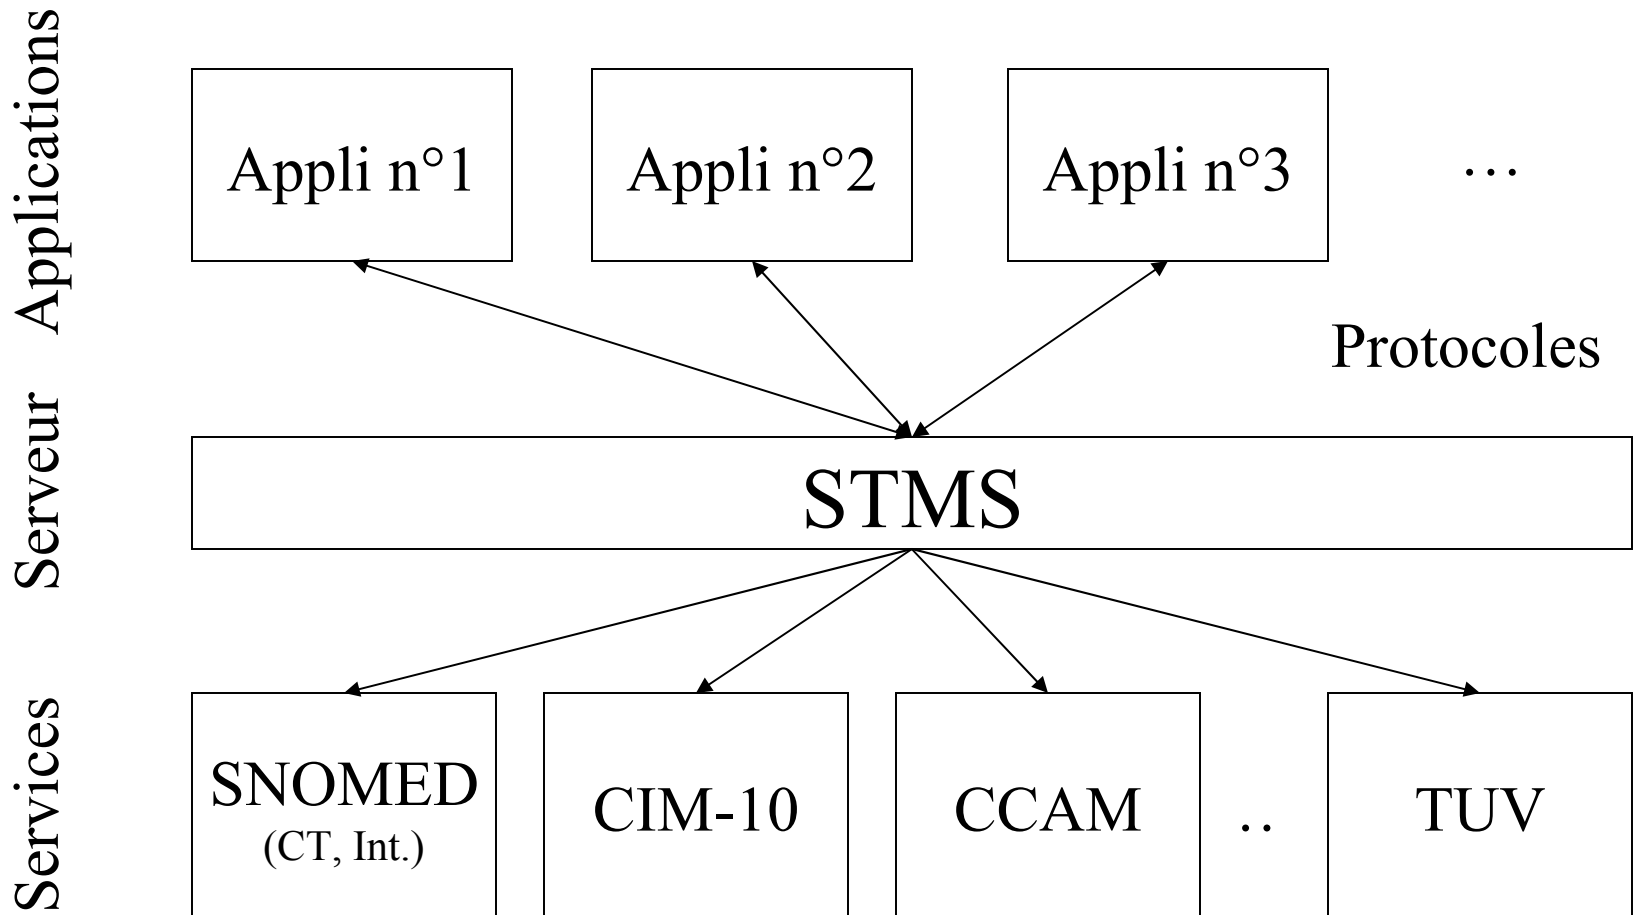 Applications
Appli n°1
Appli n°2
Appli n°3
…
Protocoles
Serveur
STMS
Services
SNOMED
(CT, Int.)
CIM-10
CCAM
..
TUV